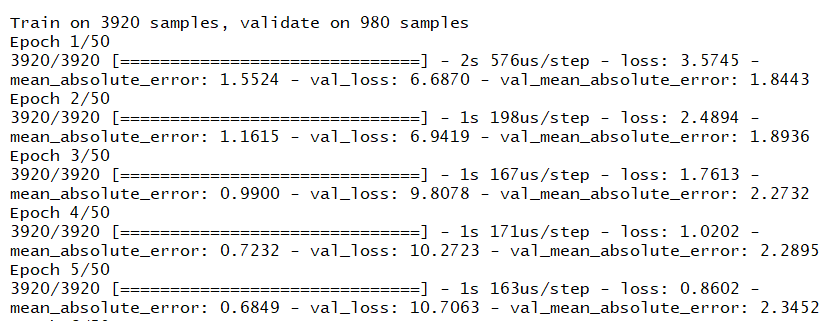 Train on 3920 samples, validate on 980 samples
Epoch 1/50
3920/3920 [==============================] - 2s 576us/step - loss: 3.5745 -
mean_absolute_error: 1.5524 - val_loss: 6.6870 - val_mean_absolute_error: 1.8443
Epoch 2/50
3920/3920 [==============================] - 1s 198us/step - loss: 2.4894 -
mean_absolute_error: 1.1615 - val_loss: 6.9419 - val_mean_absolute_error: 1.8936
Epoch 3/50
3920/3920 [==============================] - 1s 167us/step - loss: 1.7613 -
mean_absolute_error: 0.9900 - val_loss: 9.8078 - val_mean_absolute_error: 2.2732
Epoch 4/50
3920/3920 [==============================] - 1s 171us/step - loss: 1.0202 -
mean_absolute_error: 0.7232 - val_loss: 10.2723 - val_mean_absolute_error: 2.2895
Epoch 5/50
3920/3920 [==============================] - 1s 163us/step - loss: 0.8602 -
mean_absolute_error: 0.6849 - val_loss: 10.7063 - val_mean_absolute_error: 2.3452